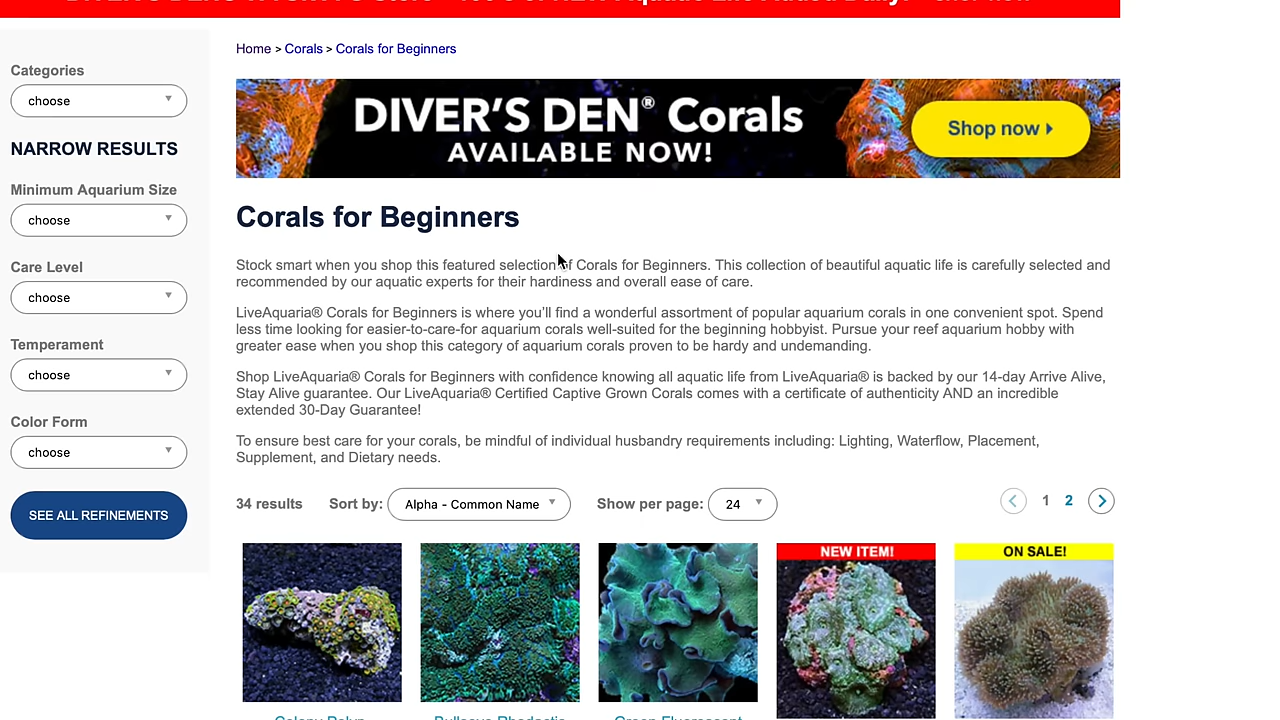 DIVER'S DEN
Home > Corals > Corals for Beginners
Categories
choose
NARROW RESULTS
Minimum Aquarium Size
choose
Care Level
choose
Temperament
choose
Color Form
choose
SEE ALL REFINEMENTS
DIVER'S DEN® Corals
AVAILABLE NOW!
Shop now
Corals for Beginners
Stock smart when you shop this featured selection of Corals for Beginners. This collection of beautiful aquatic life is carefully selected and
recommended by our aquatic experts for their hardiness and overall ease of care.
LiveAquaria® Corals for Beginners is where you'll find a wonderful assortment of popular aquarium corals in one convenient spot. Spend
less time looking for easier-to-care-for aquarium corals well-suited for the beginning hobbyist. Pursue your reef aquarium hobby with
greater ease when you shop this category of aquarium corals proven to be hardy and undemanding.
Shop LiveAquaria® Corals for Beginners with confidence knowing all aquatic life from LiveAquaria® is backed by our 14-day Arrive Alive,
Stay Alive guarantee. Our LiveAquaria® Certified Captive Grown Corals comes with a certificate of authenticity AND an incredible
extended 30-Day Guarantee!
To ensure best care for your corals, be mindful of individual husbandry requirements including: Lighting, Waterflow, Placement,
Supplement, and Dietary needs.
34 results Sort by: Alpha - Common Name Show per page: 24 1 2
NEW ITEM!
ON SALE!
Colony Polyp Bullseye Rhodactis Green Fluorescent